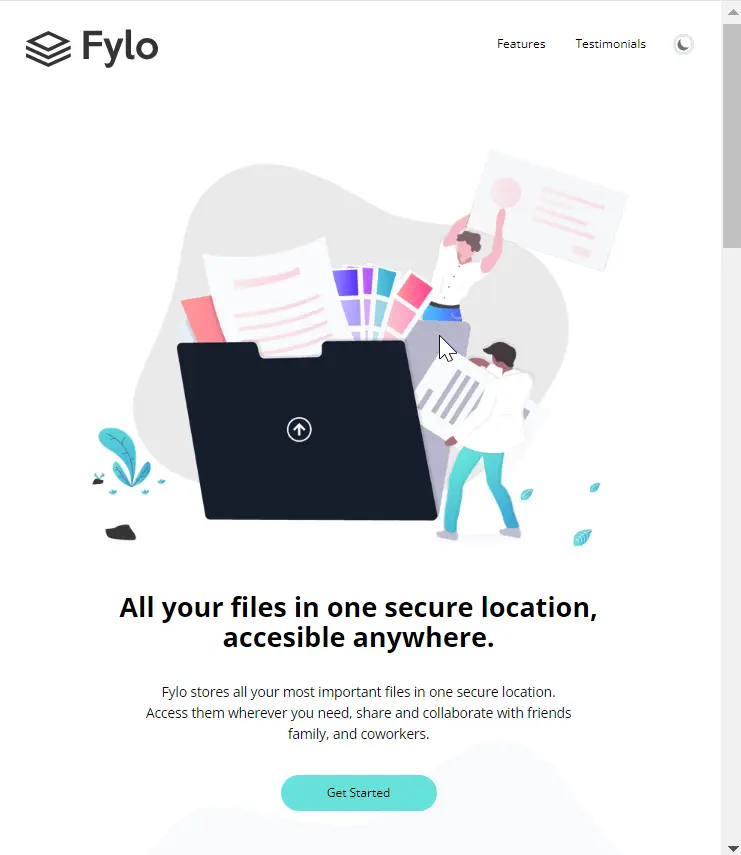 Fylo
Features
Testimonials
All your files in one secure location,
accesible anywhere.
Fylo stores all your most important files in one secure location.
Access them wherever you need, share and collaborate with friends
family, and coworkers.
Get Started